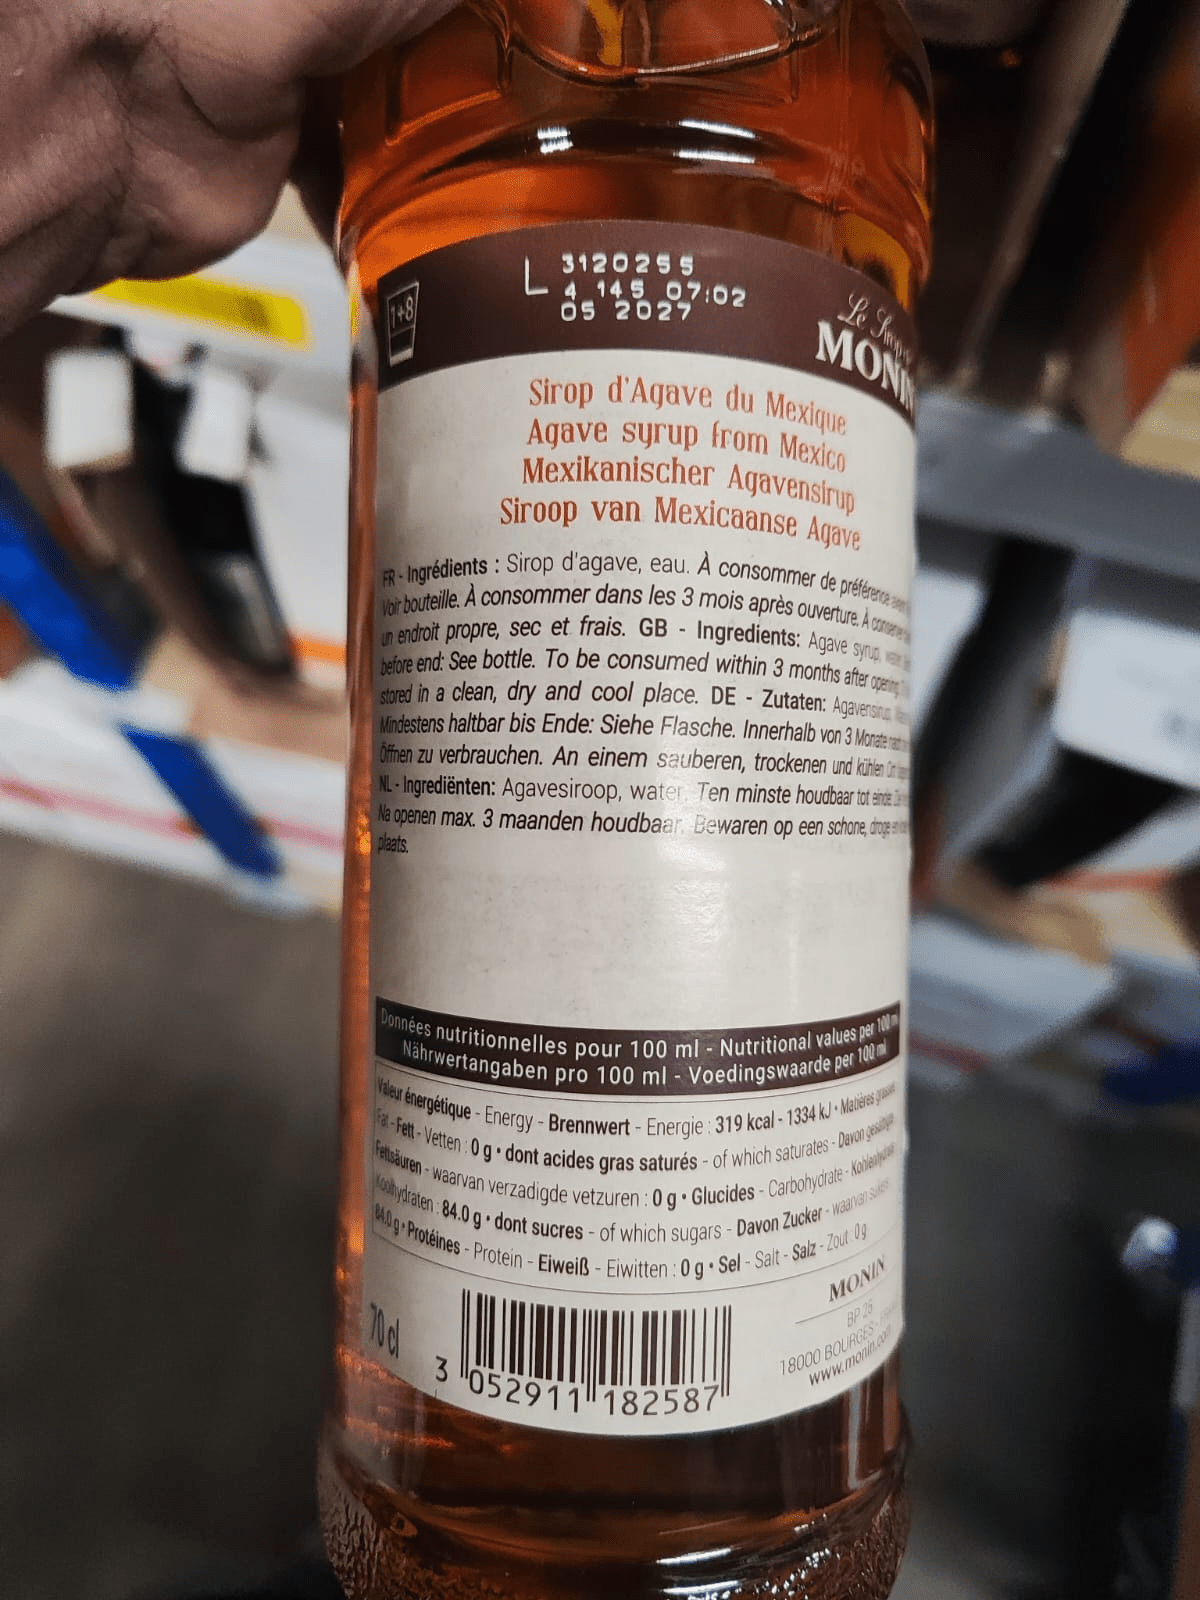 L 3120255
4 145 07:02
05 2027
1+8
Le Sirop
MONIN
Sirop d'Agave du Mexique
Agave syrup from Mexico
Mexikanischer Agavensirup
Siroop van Mexicaanse Agave
FR - Ingrédients : Sirop d'agave, eau. À consommer de préférence
Voir bouteille. À consommer dans les 3 mois après ouverture. À
un endroit propre, sec et frais. GB - Ingredients: Agave syrup,
before end: See bottle. To be consumed within 3 months after opening.
stored in a clean, dry and cool place. DE - Zutaten: Agavensirup,
Mindestens haltbar bis Ende: Siehe Flasche. Innerhalb von 3 Monate
Öffnen zu verbrauchen. An einem sauberen, trockenen und kühlen Ort
NL - Ingrediënten: Agavesiroop, water. Ten minste houdbaar tot einde:
Na openen max. 3 maanden houdbaar. Bewaren op een schone, droge en
plaats.
Données nutritionnelles pour 100 ml - Nutritional values per 100 ml
Nährwertangaben pro 100 ml - Voedingswaarde per 100 ml
Valeur énergétique - Energy - Brennwert - Energie : 319 kcal - 1334 kJ • Matières grasses
Fat - Fett - Vetten : 0 g • dont acides gras saturés - of which saturates - Davon gesättigte
Fettsäuren - waarvan verzadigde vetzuren : 0 g • Glucides - Carbohydrate - Kohlenhydrate
Koolhydraten : 84.0 g • dont sucres - of which sugars - Davon Zucker - waarvan suikers
84.0 g • Protéines - Protein - Eiweiß - Eiwitten : 0 g • Sel - Salt - Salz - Zout : 0 g
70 cl
3 052911 182587
MONIN
BP 25
18000 BOURGES -
www.monin.com